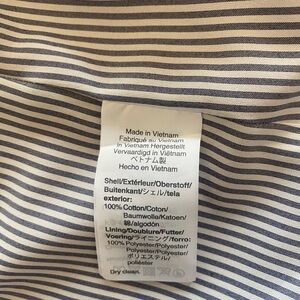 Made in Vietnam
Fabriqué au Vietnam
In Vietnam Hergestellt
Vervaardigd in Viëtnam
ベトナム製
Hecho en Vietnam
Shell/Extérieur/Oberstoff/
Buitenkant/シェル/tela
exterior:
100% Cotton/Coton/
Baumwolle/Katoen/
綿/algodón
Lining/Doublure/Futter/
Voering/ライニング/forro:
100% Polyester/Polyester/
Polyester/Polyester/
ポリエステル/
poliéster
Dry clean.